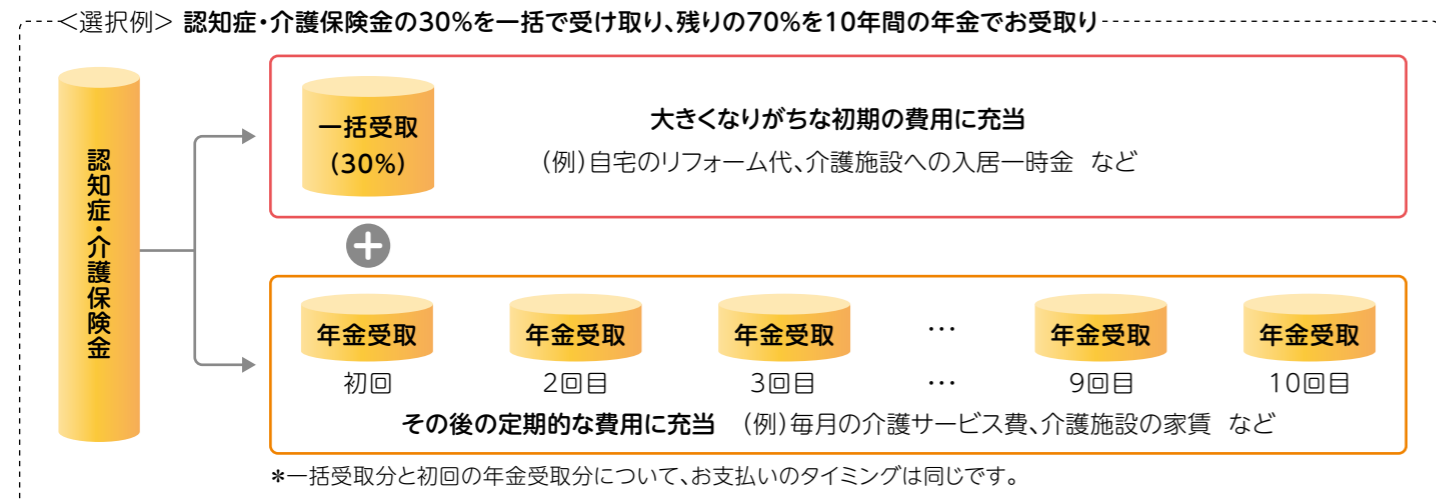 <選択例> 認知症・介護保険金の30%を一括で受け取り、残りの70%を10年間の年金でお受取り
認知症・介護保険金
一括受取
(30%)
大きくなりがちな初期の費用に充当
(例)自宅のリフォーム代、介護施設への入居一時金 など
年金受取 年金受取 年金受取 … 年金受取 年金受取
初回 2回目 3回目 … 9回目 10回目
その後の定期的な費用に充当 (例)毎月の介護サービス費、介護施設の家賃 など
*一括受取分と初回の年金受取分について、お支払いのタイミングは同じです。